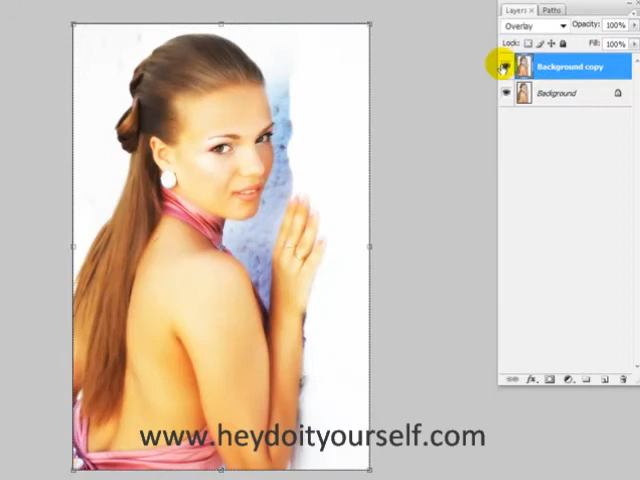 Layers Paths
Overlay Opacity: 100%
Lock: Fill: 100%
Background copy
Background
www.heydoityourself.com